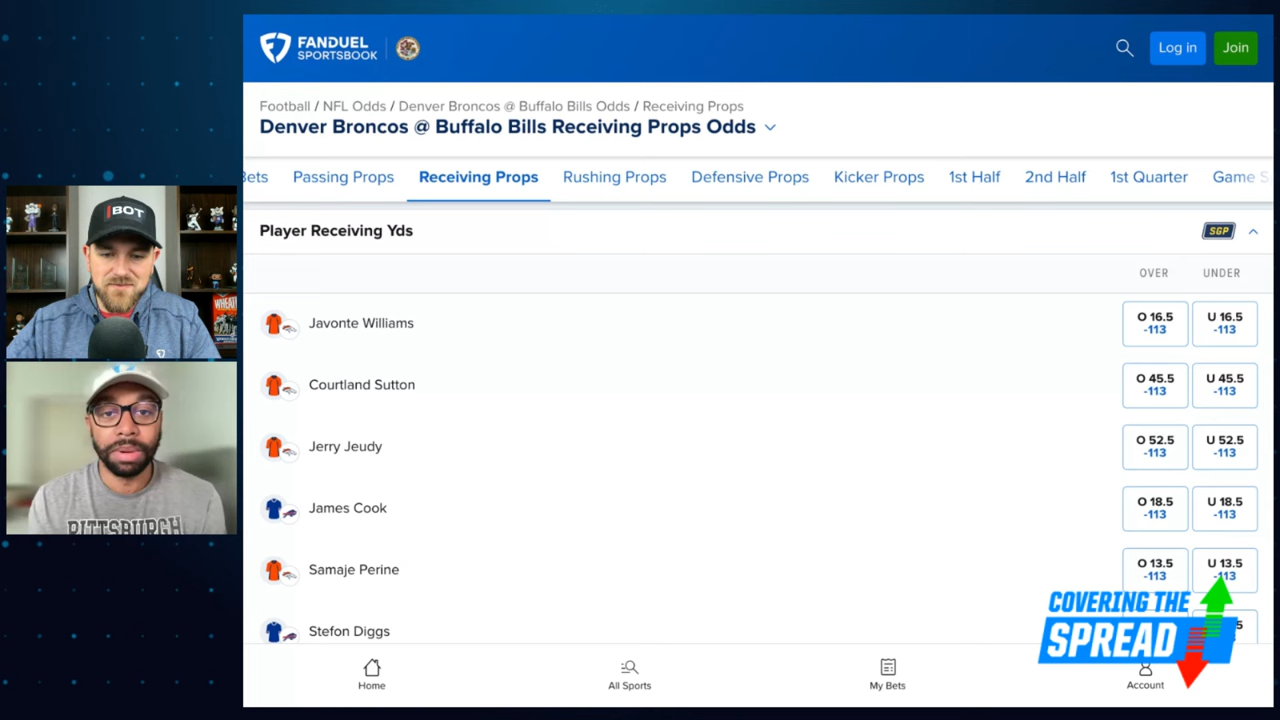 FANDUEL
SPORTSBOOK
Log in
Join
Football / NFL Odds / Denver Broncos @ Buffalo Bills Odds / Receiving Props
Denver Broncos @ Buffalo Bills Receiving Props Odds
Bets Passing Props Receiving Props Rushing Props Defensive Props Kicker Props 1st Half 2nd Half 1st Quarter Game S
Player Receiving Yds
SGP
OVER UNDER
Javonte Williams
O 16.5 U 16.5
-113 -113
Courtland Sutton
O 45.5 U 45.5
-113 -113
Jerry Jeudy
O 52.5 U 52.5
-113 -113
James Cook
O 18.5 U 18.5
-113 -113
Samaje Perine
O 13.5 U 13.5
-113 -113
Stefon Diggs
COVERING THE
SPREAD
Home
All Sports
My Bets
Account
BOT
PITTSBURGH